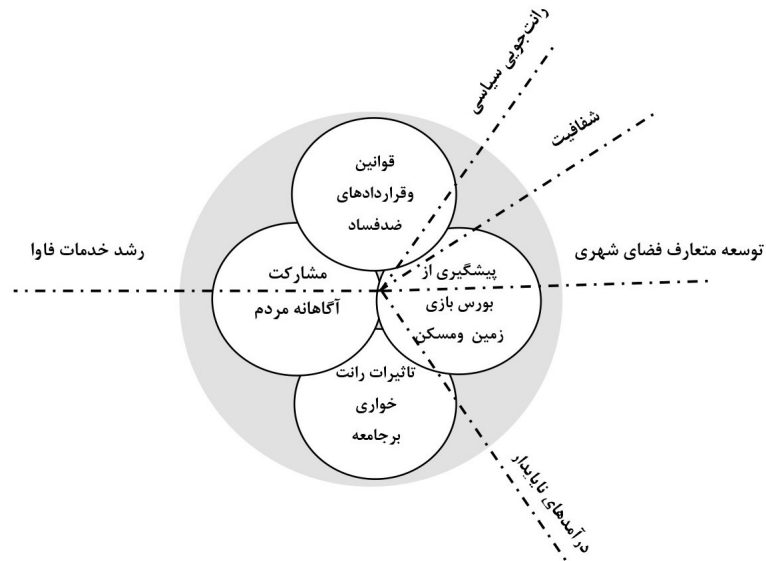 رانت‌جویی سیاسی
شفافیت
قوانین
وقراردادهای
ضدفساد
رشد خدمات فاوا
توسعه متعارف فضای شهری
مشارکت
آگاهانه مردم
پیشگیری از
بورس بازی
زمین ومسکن
تاثیرات رانت
خواری
برجامعه
درآمدهای ناپایدار